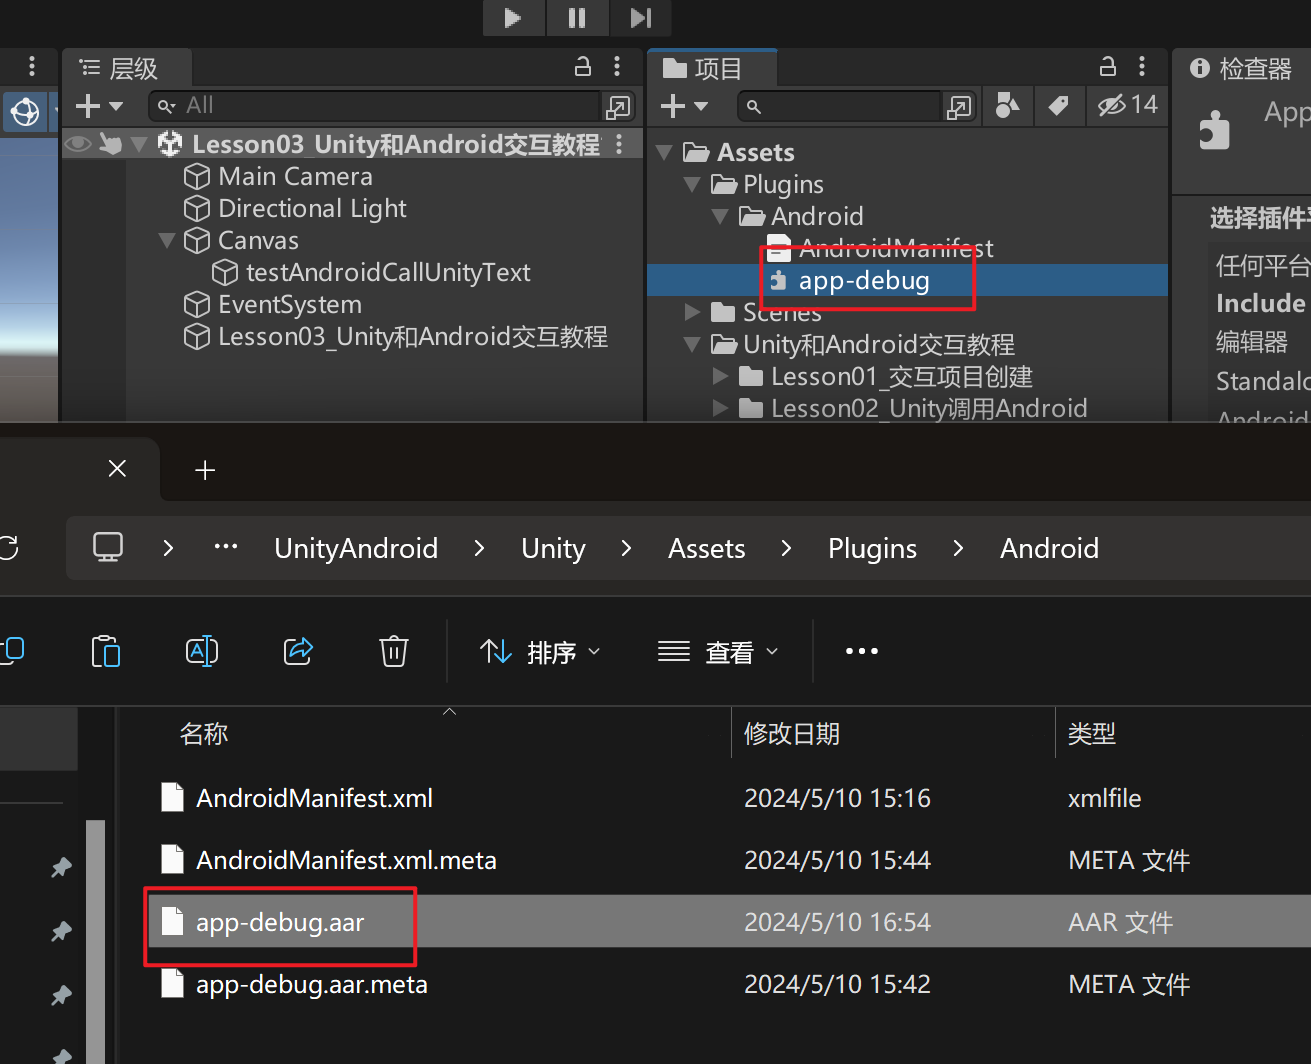 层级
项目
检查器
All
14
App
Lesson03_Unity和Android交互教程
Main Camera
Directional Light
Canvas
testAndroidCallUnityText
EventSystem
Lesson03_Unity和Android交互教程
Assets
Plugins
Android
AndroidManifest
app-debug
Scenes
Unity和Android交互教程
Lesson01_交互项目创建
Lesson02_Unity调用Android
选择插件
任何平台
Include
编辑器
Standalo
Android
UnityAndroid
Unity
Assets
Plugins
Android
排序
查看
名称
修改日期
类型
AndroidManifest.xml
2024/5/10 15:16
xmlfile
AndroidManifest.xml.meta
2024/5/10 15:44
META 文件
app-debug.aar
2024/5/10 16:54
AAR 文件
app-debug.aar.meta
2024/5/10 15:42
META 文件